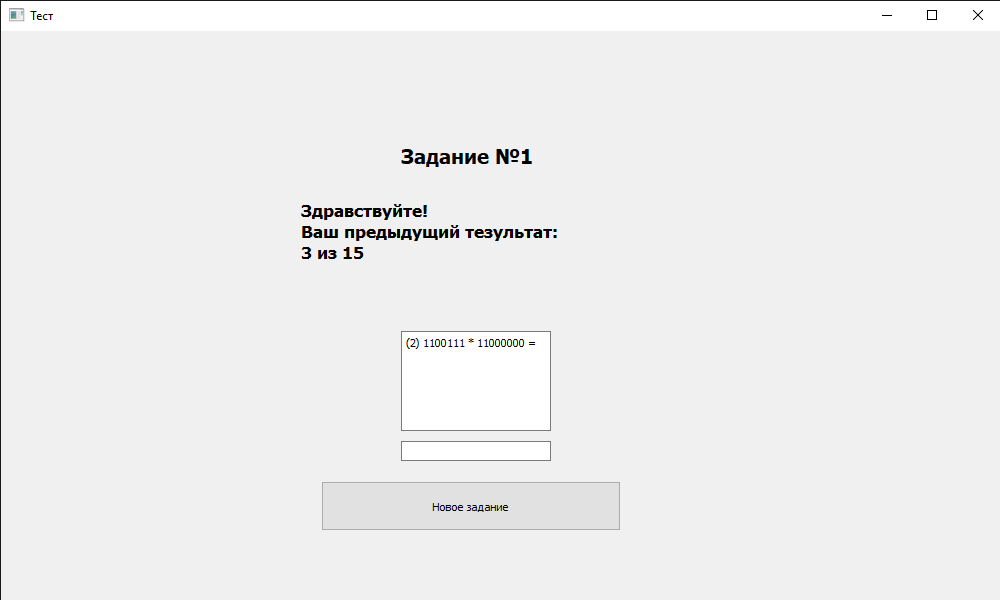 Тест
Задание №1
Здравствуйте!
Ваш предыдущий тезультат:
3 из 15
(2) 1100111 * 11000000 =
Новое задание